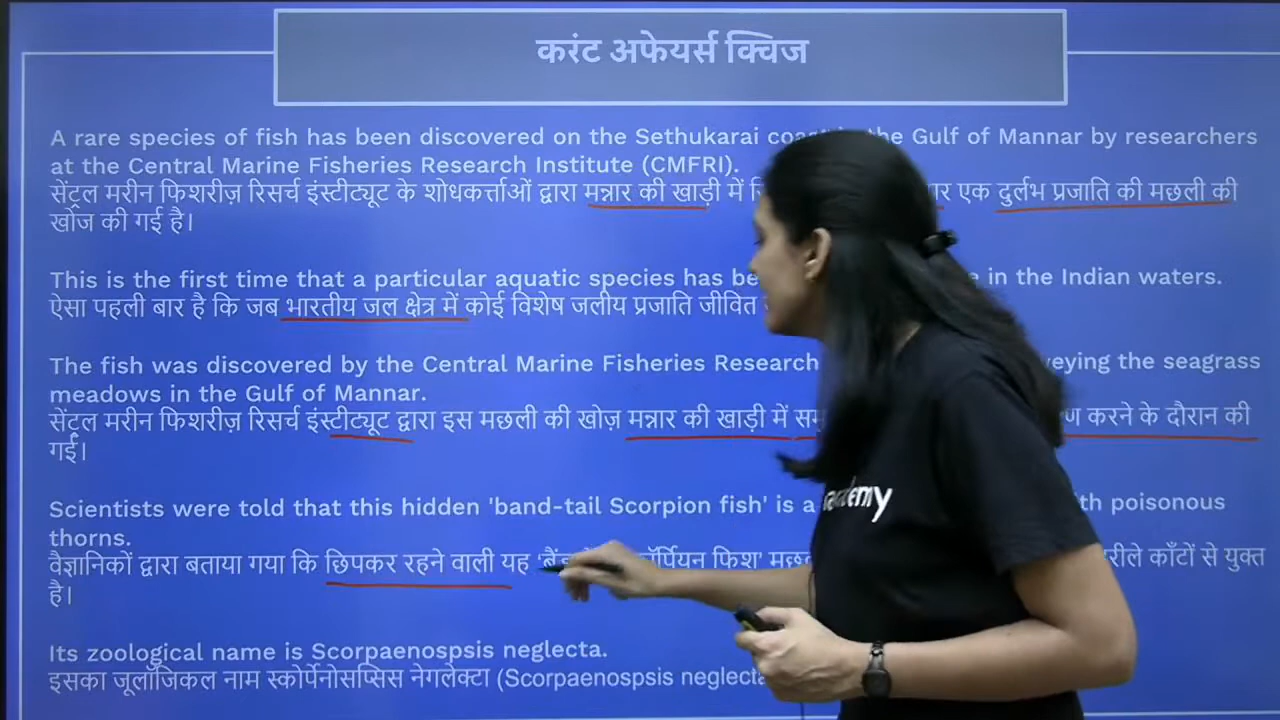 करंट अफेयर्स क्विज
A rare species of fish has been discovered on the Sethukarai the Gulf of Mannar by researchers
at the Central Marine Fisheries Research Institute (CMFRI).
सेंट्रल मरीन फिशरीज़ रिसर्च इंस्टीट्यूट के शोधकर्त्ताओं द्वारा मन्नार की खाड़ी में एक दुर्लभ प्रजाति की मछली की
खोज की गई है।
This is the first time that a particular aquatic species has in the Indian waters.
ऐसा पहली बार है कि जब भारतीय जल क्षेत्र में कोई विशेष जलीय प्रजाति जीवित
The fish was discovered by the Central Marine Fisheries Research the seagrass
meadows in the Gulf of Mannar.
सेंट्रल मरीन फिशरीज़ रिसर्च इंस्टीट्यूट द्वारा इस मछली की खोज़ मन्नार की खाड़ी में करने के दौरान की
गई।
Scientists were told that this hidden 'band-tail Scorpion fish' is a poisonous
thorns.
वैज्ञानिकों द्वारा बताया गया कि छिपकर रहने वाली यह फिश' काँटों से युक्त
है।
Its zoological name is Scorpaenospsis neglecta.
इसका जूलॉजिकल नाम स्कोर्पेनोसप्सिस नेगलेक्टा (Scorpaenospsis